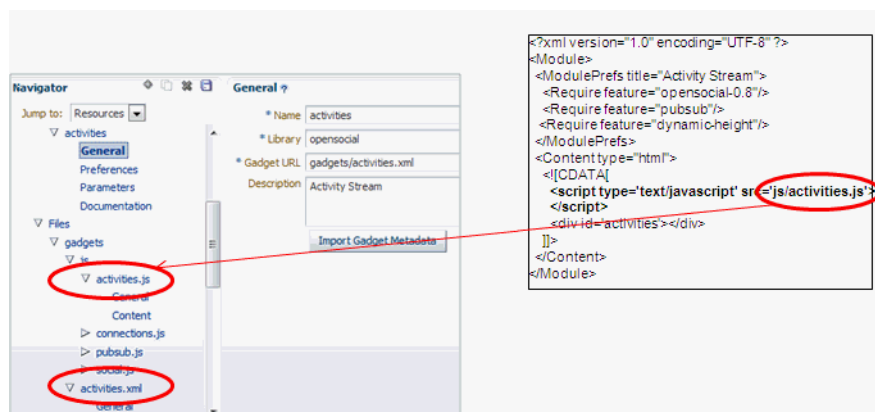 Navigator
Jump to: Resources
activities
General
Preferences
Parameters
Documentation
Files
gadgets
js
activities.js
General
Content
connections.js
pubsub.js
social.js
activities.xml
General
General ?
* Name activities
* Library opensocial
* Gadget URL gadgets/activities.xml
Description Activity Stream
Import Gadget Metadata
<?xml version="1.0" encoding="UTF-8" ?>
<Module>
<ModulePrefs title="Activity Stream">
<Require feature="opensocial-0.8"/>
<Require feature="pubsub"/>
<Require feature="dynamic-height"/>
</ModulePrefs>
<Content type="html">
<![CDATA[
<script type='text/javascript' src='js/activities.js'>
</script>
<div id='activities'></div>
]]>
</Content>
</Module>